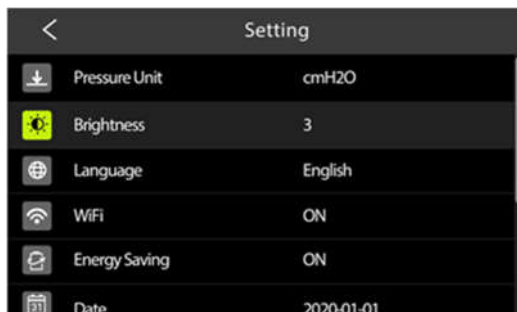 Setting
Pressure Unit cmH2O
Brightness 3
Language English
WiFi ON
Energy Saving ON
31 Date 2020-01-01